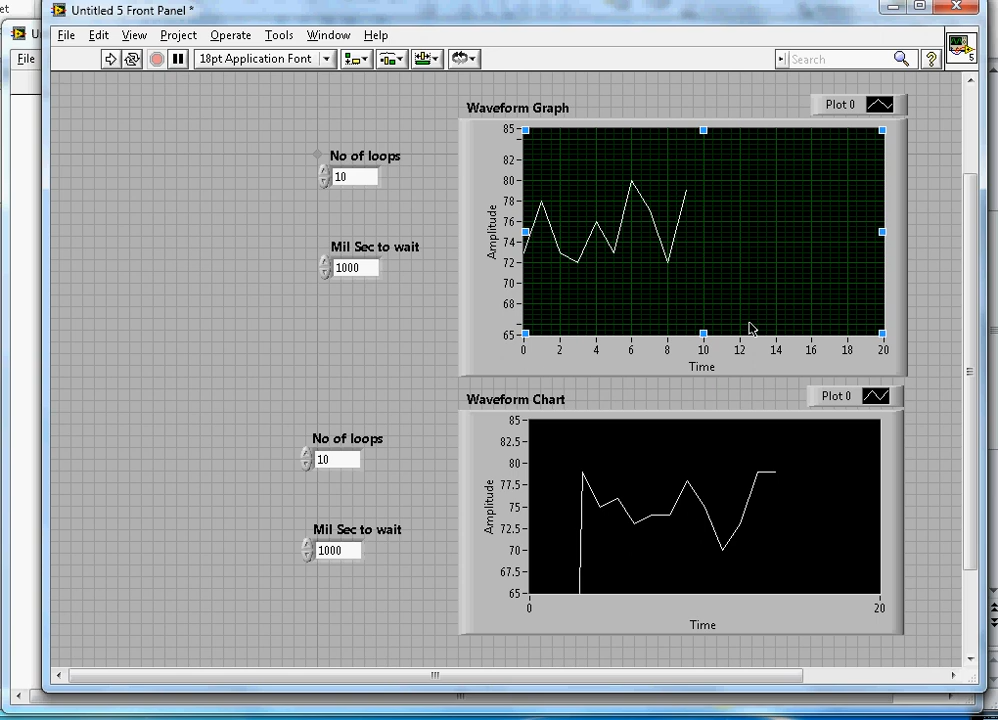 et
Untitled 5 Front Panel *
File Edit View Project Operate Tools Window Help
18pt Application Font
Search
?
5
File
Waveform Graph
Plot 0
No of loops
10
Mil Sec to wait
1000
Amplitude
85
82
80
78
76
74
72
70
68
65
0 2 4 6 8 10 12 14 16 18 20
Time
Waveform Chart
Plot 0
No of loops
10
Mil Sec to wait
1000
Amplitude
85
82.5
80
77.5
75
72.5
70
67.5
65
0 20
Time